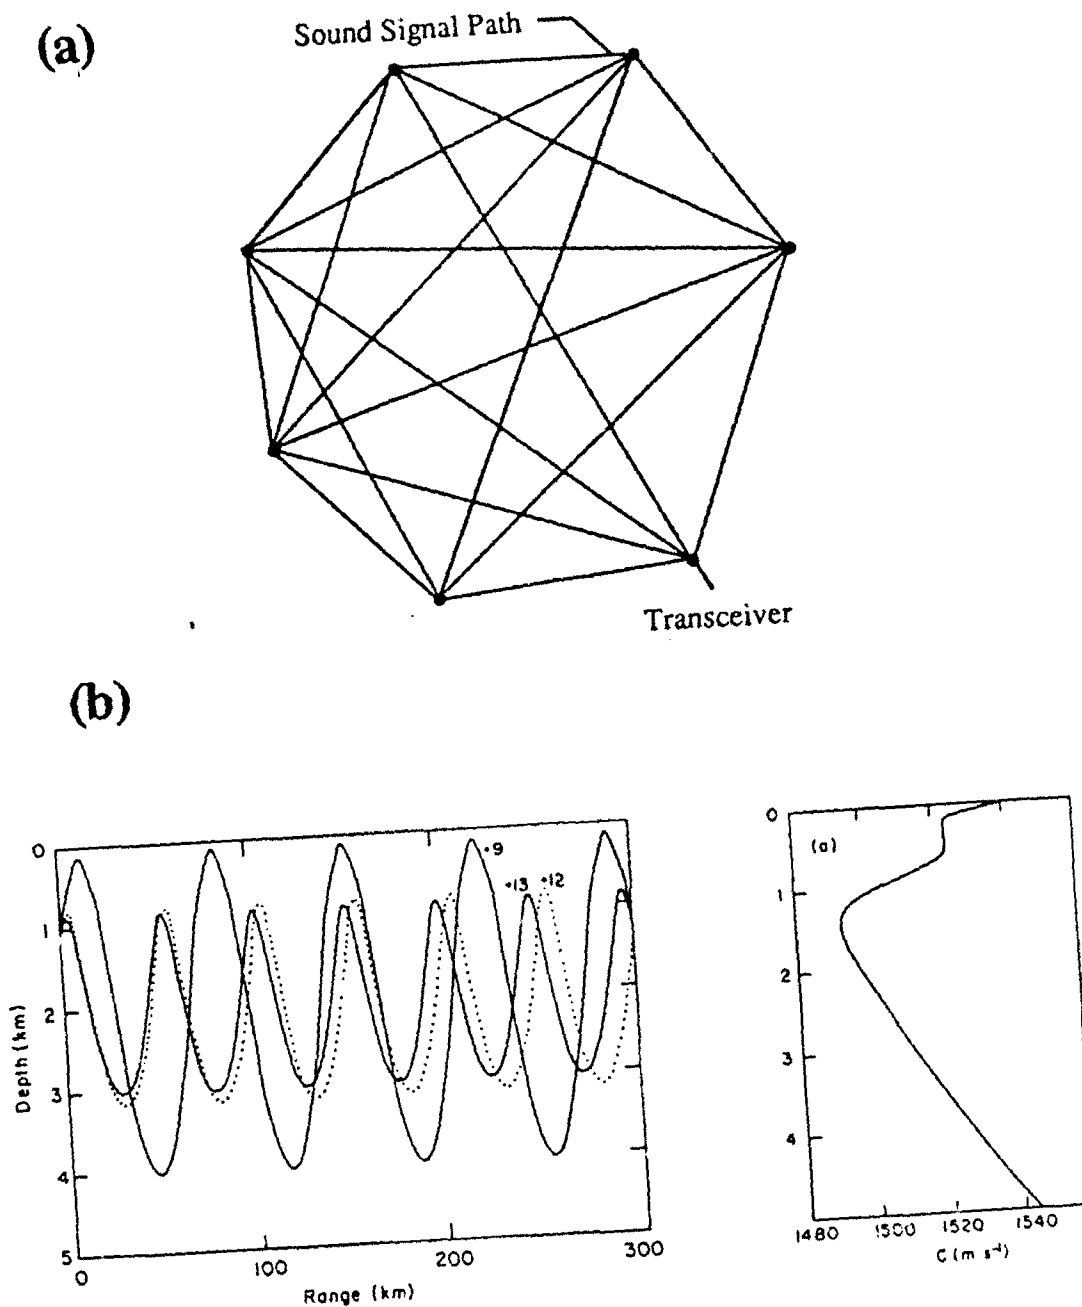 (a)
Sound Signal Path
Transceiver
(b)
0
1
2
3
4
5
Depth (km)
0
100
200
300
Range (km)
+9
+13
+12
(a)
0
1
2
3
4
1480
1500
1520
1540
C (m s⁻¹)